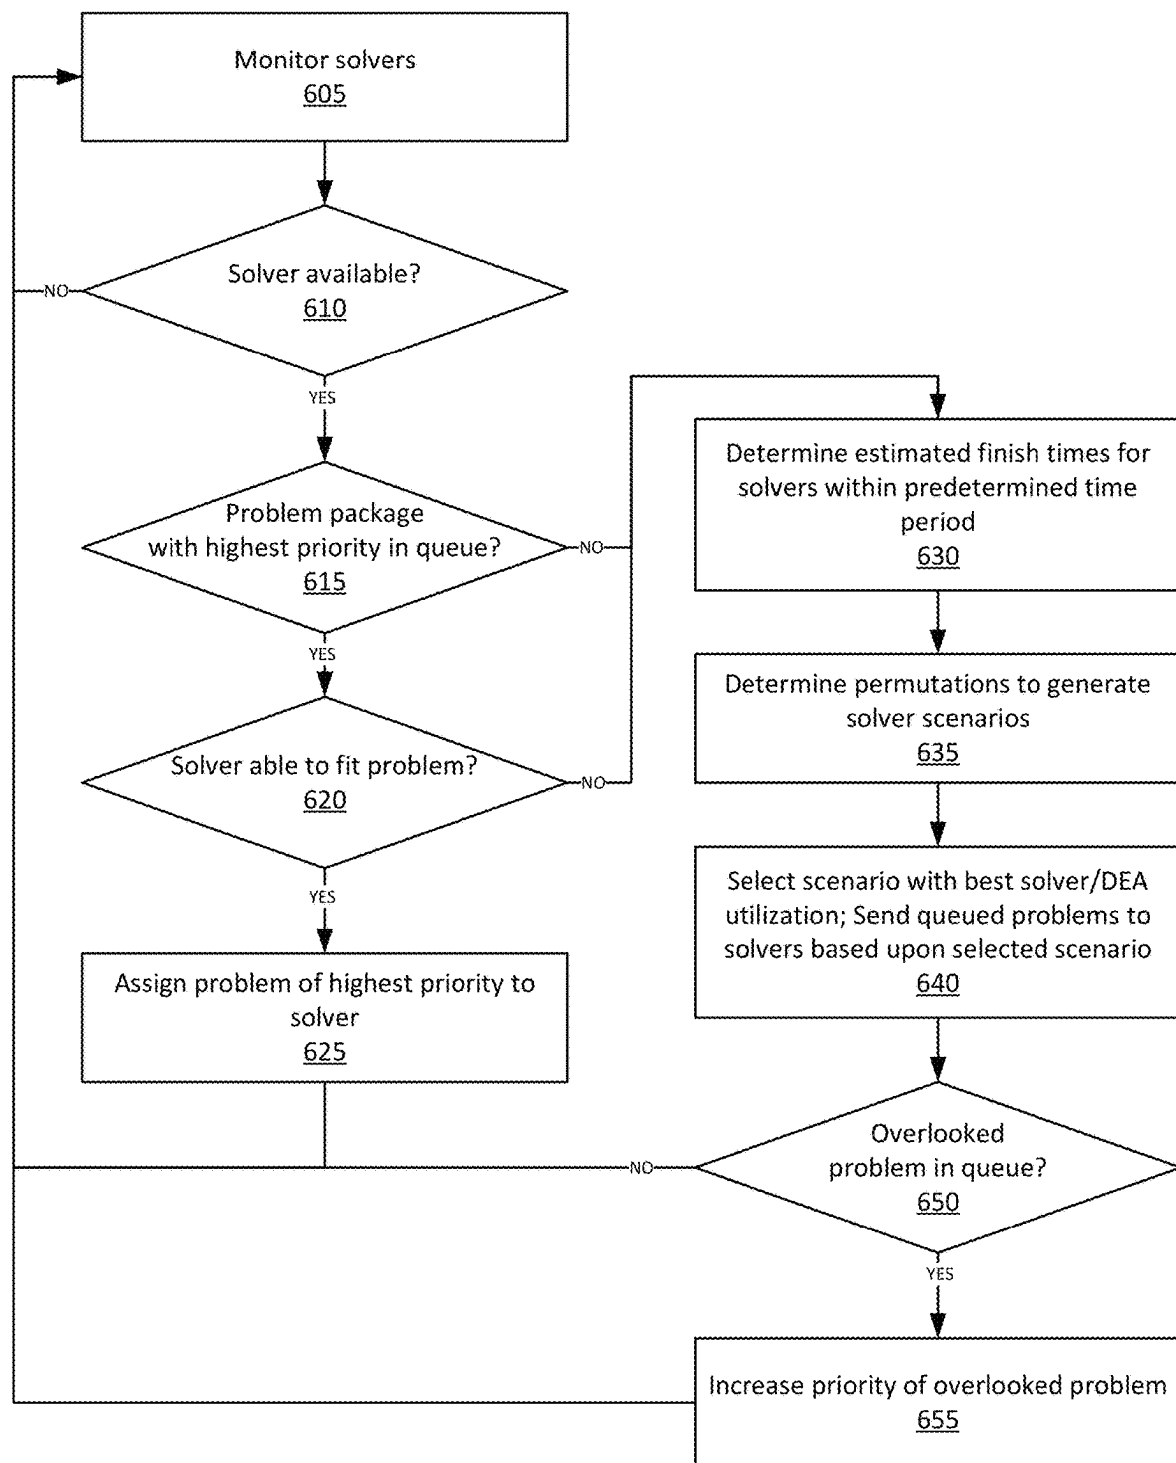 Monitor solvers
605
Solver available?
610
NO
YES
Problem package
with highest priority in queue?
615
NO
YES
Solver able to fit problem?
620
NO
YES
Assign problem of highest priority to
solver
625
Determine estimated finish times for
solvers within predetermined time
period
630
Determine permutations to generate
solver scenarios
635
Select scenario with best solver/DEA
utilization; Send queued problems to
solvers based upon selected scenario
640
Overlooked
problem in queue?
650
NO
YES
Increase priority of overlooked problem
655